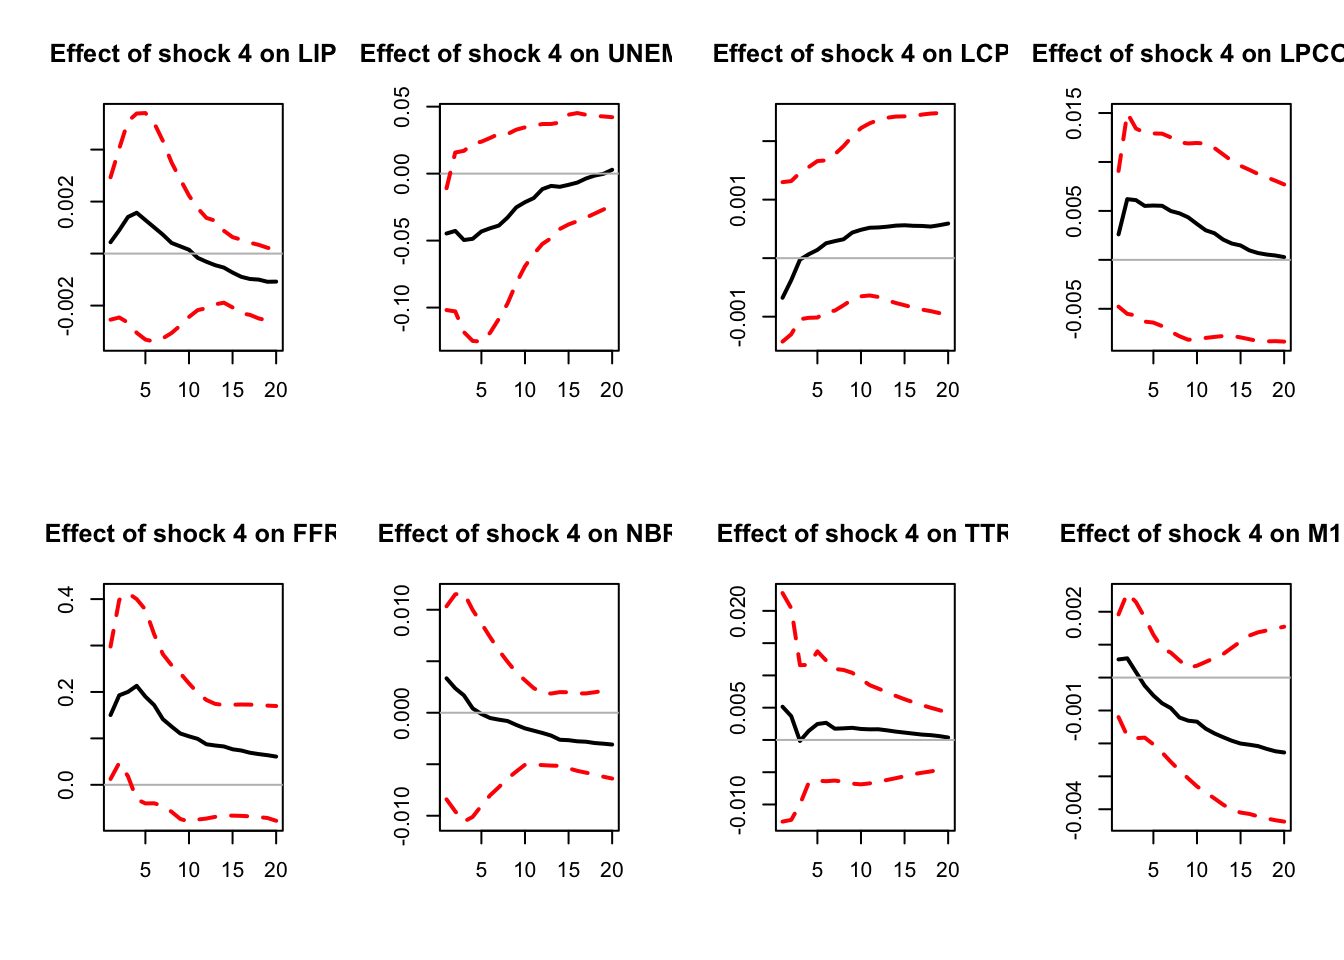 Effect of shock 4 on LIP
Effect of shock 4 on UNEM
Effect of shock 4 on LCP
Effect of shock 4 on LPCO
0.002
-0.002
5 10 15 20
0.05
0.00
-0.05
-0.10
5 10 15 20
0.001
-0.001
5 10 15 20
0.015
0.005
-0.005
5 10 15 20
Effect of shock 4 on FFR
Effect of shock 4 on NBR
Effect of shock 4 on TTR
Effect of shock 4 on M1
0.4
0.2
0.0
5 10 15 20
0.010
0.000
-0.010
5 10 15 20
0.020
0.005
-0.010
5 10 15 20
0.002
-0.001
-0.004
5 10 15 20